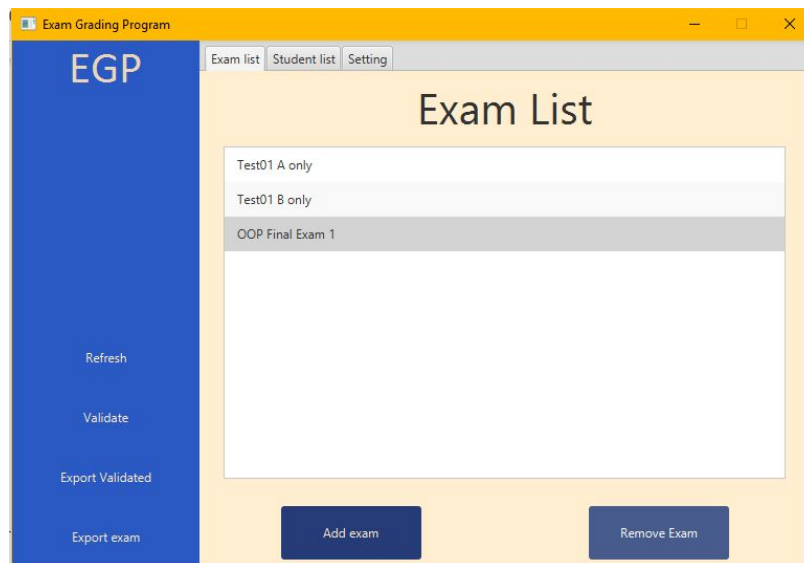 Exam Grading Program
EGP
Exam list Student list Setting
Exam List
Test01 A only
Test01 B only
OOP Final Exam 1
Refresh
Validate
Export Validated
Export exam
Add exam
Remove Exam